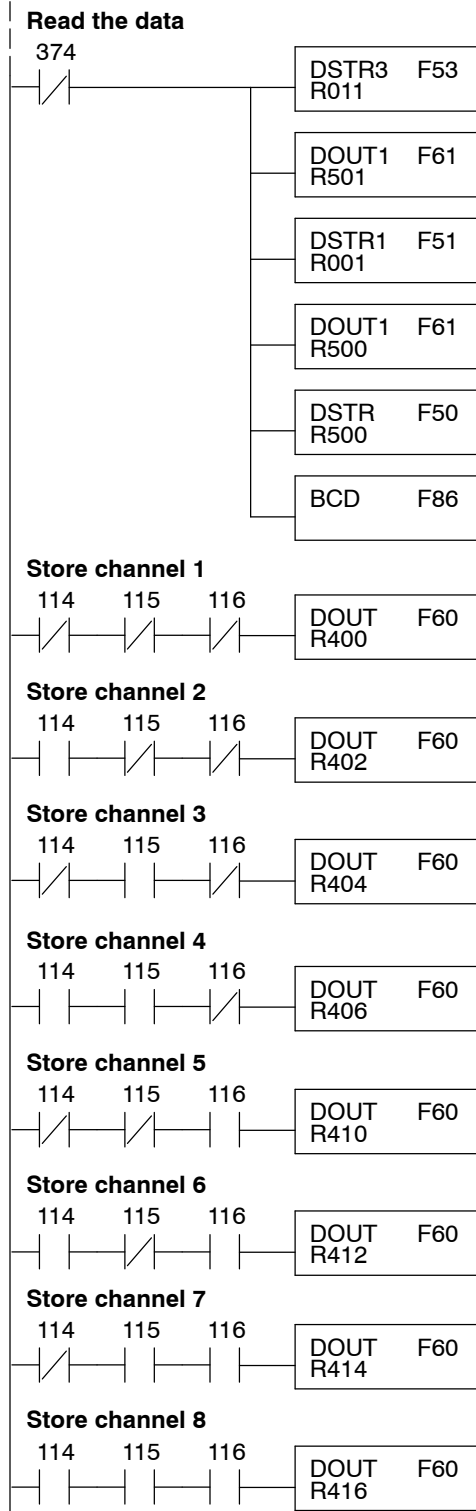 Read the data
374
DSTR3 F53
R011
DOUT1 F61
R501
DSTR1 F51
R001
DOUT1 F61
R500
DSTR F50
R500
BCD F86
Store channel 1
114 115 116
DOUT F60
R400
Store channel 2
114 115 116
DOUT F60
R402
Store channel 3
114 115 116
DOUT F60
R404
Store channel 4
114 115 116
DOUT F60
R406
Store channel 5
114 115 116
DOUT F60
R410
Store channel 6
114 115 116
DOUT F60
R412
Store channel 7
114 115 116
DOUT F60
R414
Store channel 8
114 115 116
DOUT F60
R416